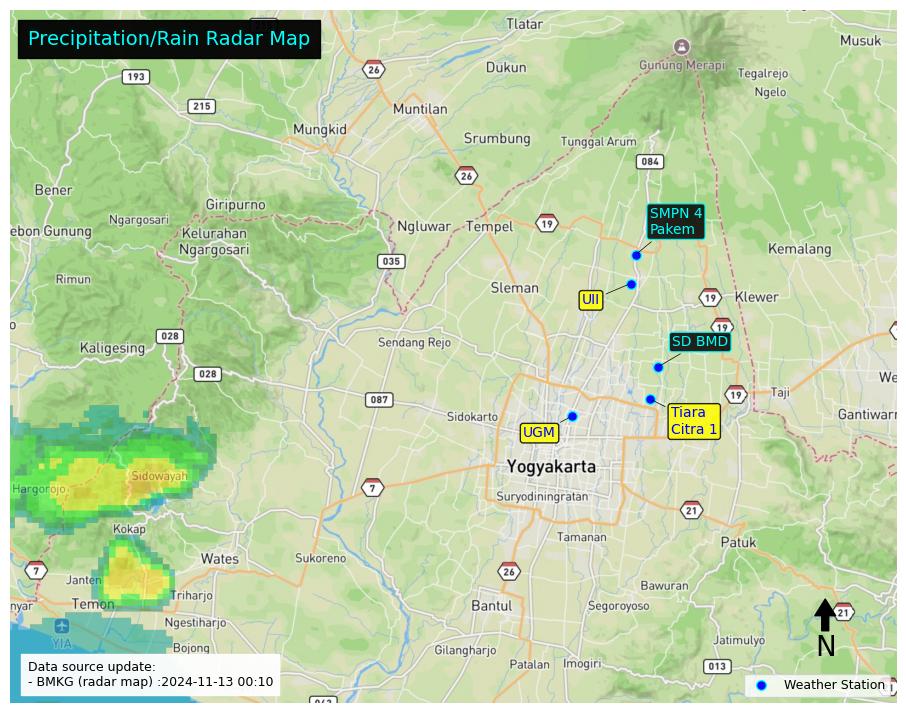 Precipitation/Rain Radar Map
Tlatar
Musuk
26
193
Dukun
Gunung Merapi
Tegalrejo
Ngelo
215
Muntilan
Mungkid
Srumbung
Tunggal Arum
084
26
Bener
Giripurno
Ngargosari
SMPN 4
Pakem
19
ebon Gunung
Kelurahan
Ngargosari
Ngluwar
Tempel
Kemalang
035
Rimun
Sleman
UII
19
Klewer
19
028
Kaligesing
Sendang Rejo
SD BMD
028
087
19
Taji
We
Sidokarto
UGM
Tiara
Citra 1
Gantiwarr
Yogyakarta
Hargorojo
Sidowayah
7
Suryodiningratan
21
Kokap
Tamanan
Patuk
Wates
Sukoreno
7
Janten
26
Bawuran
nyar
Temon
Triharjo
Bantul
Segoroyoso
21
Ngestiharjo
YIA
Jatimulyo
N
Bojong
Gilangharjo
Patalan
Imogiri
013
Data source update:
- BMKG (radar map) :2024-11-13 00:10
Weather Station